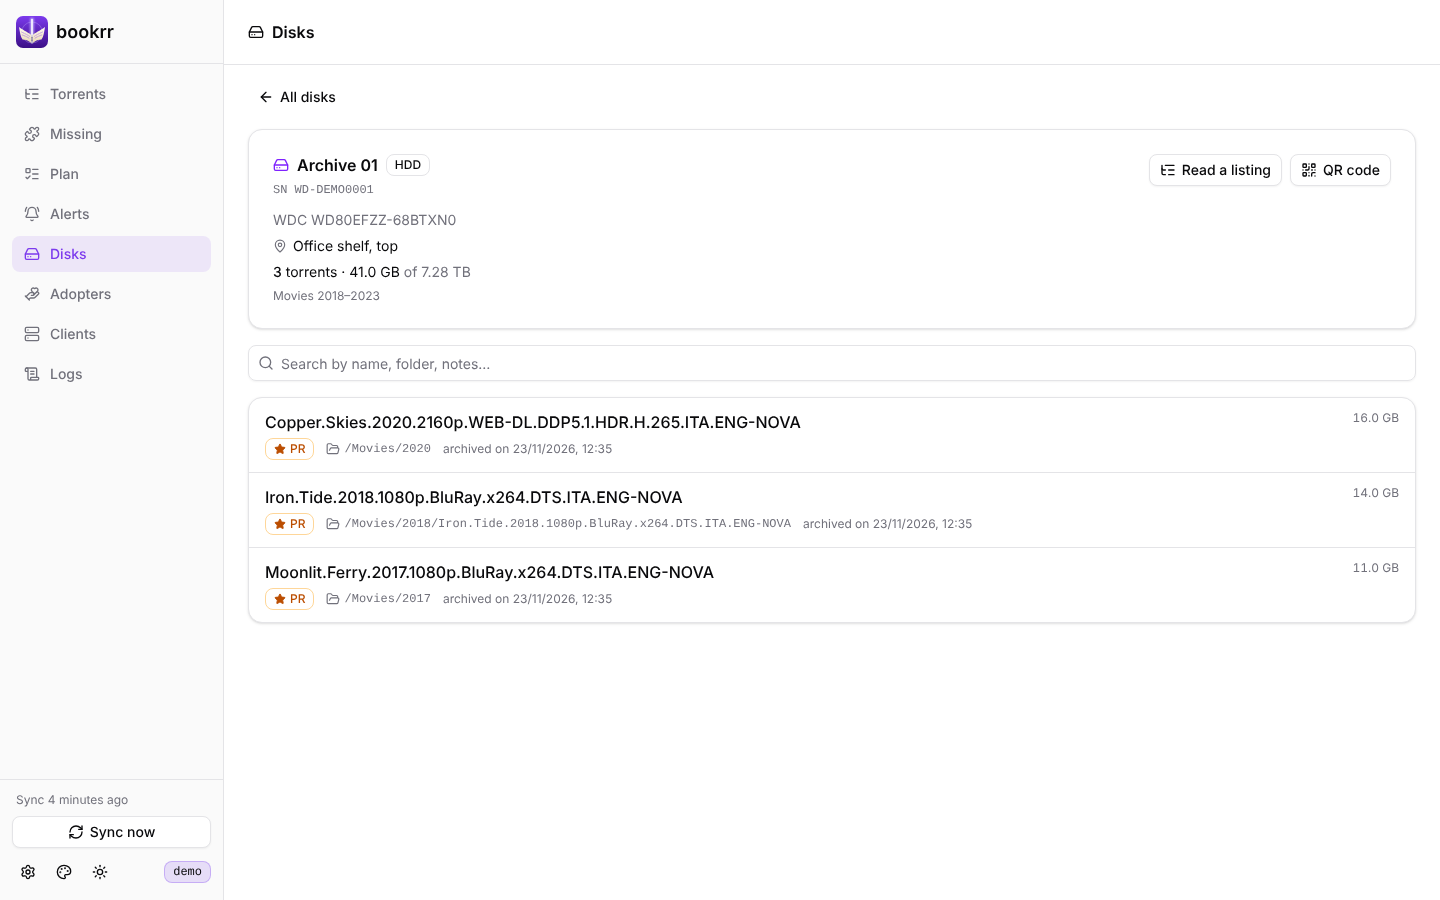 bookrr
Disks
Torrents
Missing
Plan
Alerts
Disks
Adopters
Clients
Logs
All disks
Archive 01 HDD
SN WD-DEMO0001
WDC WD80EFZZ-68BTXN0
Office shelf, top
3 torrents · 41.0 GB of 7.28 TB
Movies 2018–2023
Read a listing
QR code
Search by name, folder, notes...
Copper.Skies.2020.2160p.WEB-DL.DDP5.1.HDR.H.265.ITA.ENG-NOVA 16.0 GB
PR /Movies/2020 archived on 23/11/2026, 12:35
Iron.Tide.2018.1080p.BluRay.x264.DTS.ITA.ENG-NOVA 14.0 GB
PR /Movies/2018/Iron.Tide.2018.1080p.BluRay.x264.DTS.ITA.ENG-NOVA archived on 23/11/2026, 12:35
Moonlit.Ferry.2017.1080p.BluRay.x264.DTS.ITA.ENG-NOVA 11.0 GB
PR /Movies/2017 archived on 23/11/2026, 12:35
Sync 4 minutes ago
Sync now
demo